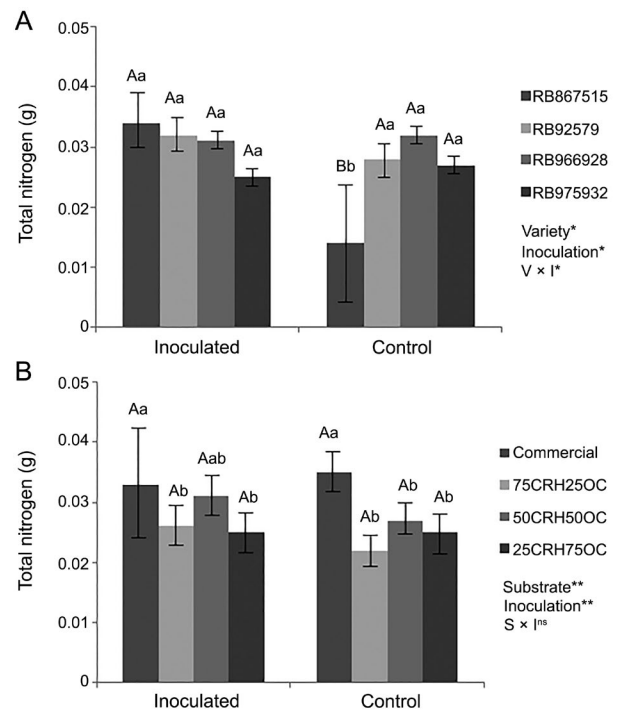 A
0.05
0.04
0.03
0.02
0.01
0
Total nitrogen (g)
Aa
Aa
Aa
Aa
Bb
Aa
Aa
Aa
Inoculated
Control
RB867515
RB92579
RB966928
RB975932
Variety*
Inoculation*
V × I*
B
0.05
0.04
0.03
0.02
0.01
0
Total nitrogen (g)
Aa
Ab
Aab
Ab
Aa
Ab
Ab
Ab
Inoculated
Control
Commercial
75CRH25OC
50CRH50OC
25CRH75OC
Substrate**
Inoculation**
S × Iⁿˢ